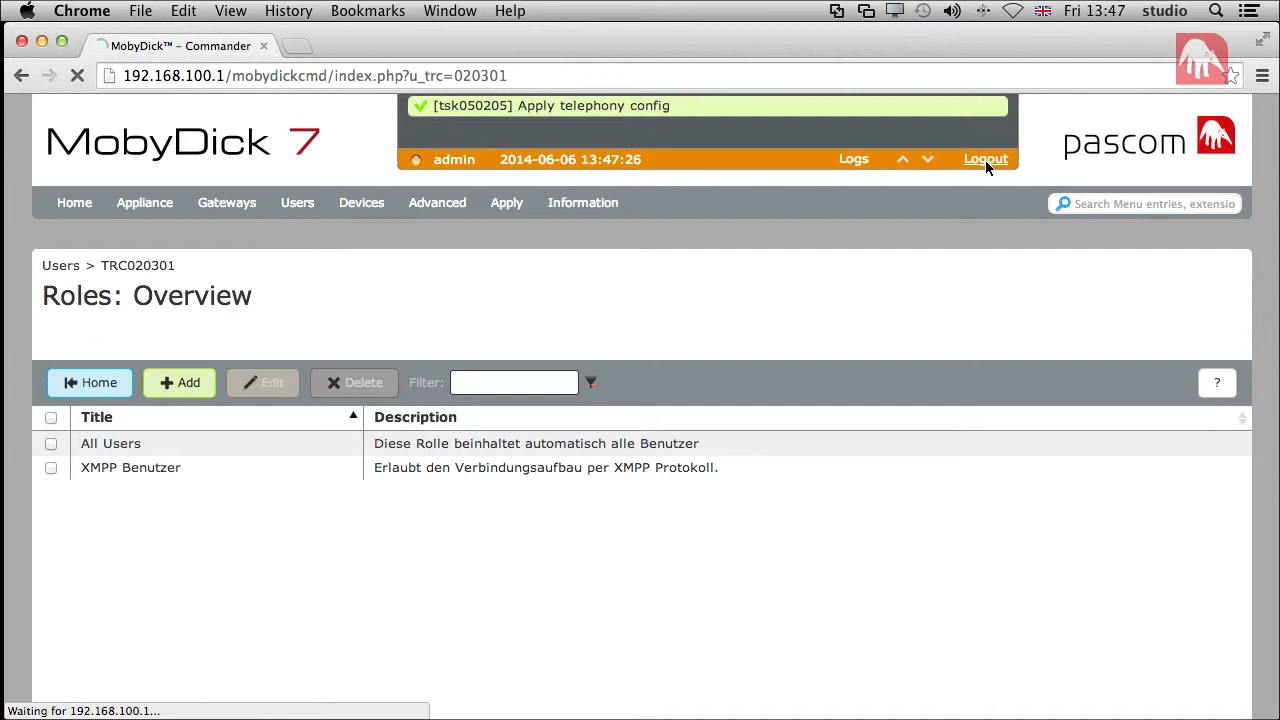 Chrome File Edit View History Bookmarks Window Help Fri 13:47 studio
MobyDick™ – Commander
192.168.100.1/mobydickcmd/index.php?u_trc=020301
[tsk050205] Apply telephony config
MobyDick 7
pascom
admin 2014-06-06 13:47:26 Logs Logout
Home Appliance Gateways Users Devices Advanced Apply Information Search Menu entries, extensio
Users > TRC020301
Roles: Overview
Home Add Edit Delete Filter: ?
Title Description
All Users Diese Rolle beinhaltet automatisch alle Benutzer
XMPP Benutzer Erlaubt den Verbindungsaufbau per XMPP Protokoll.
Waiting for 192.168.100.1...